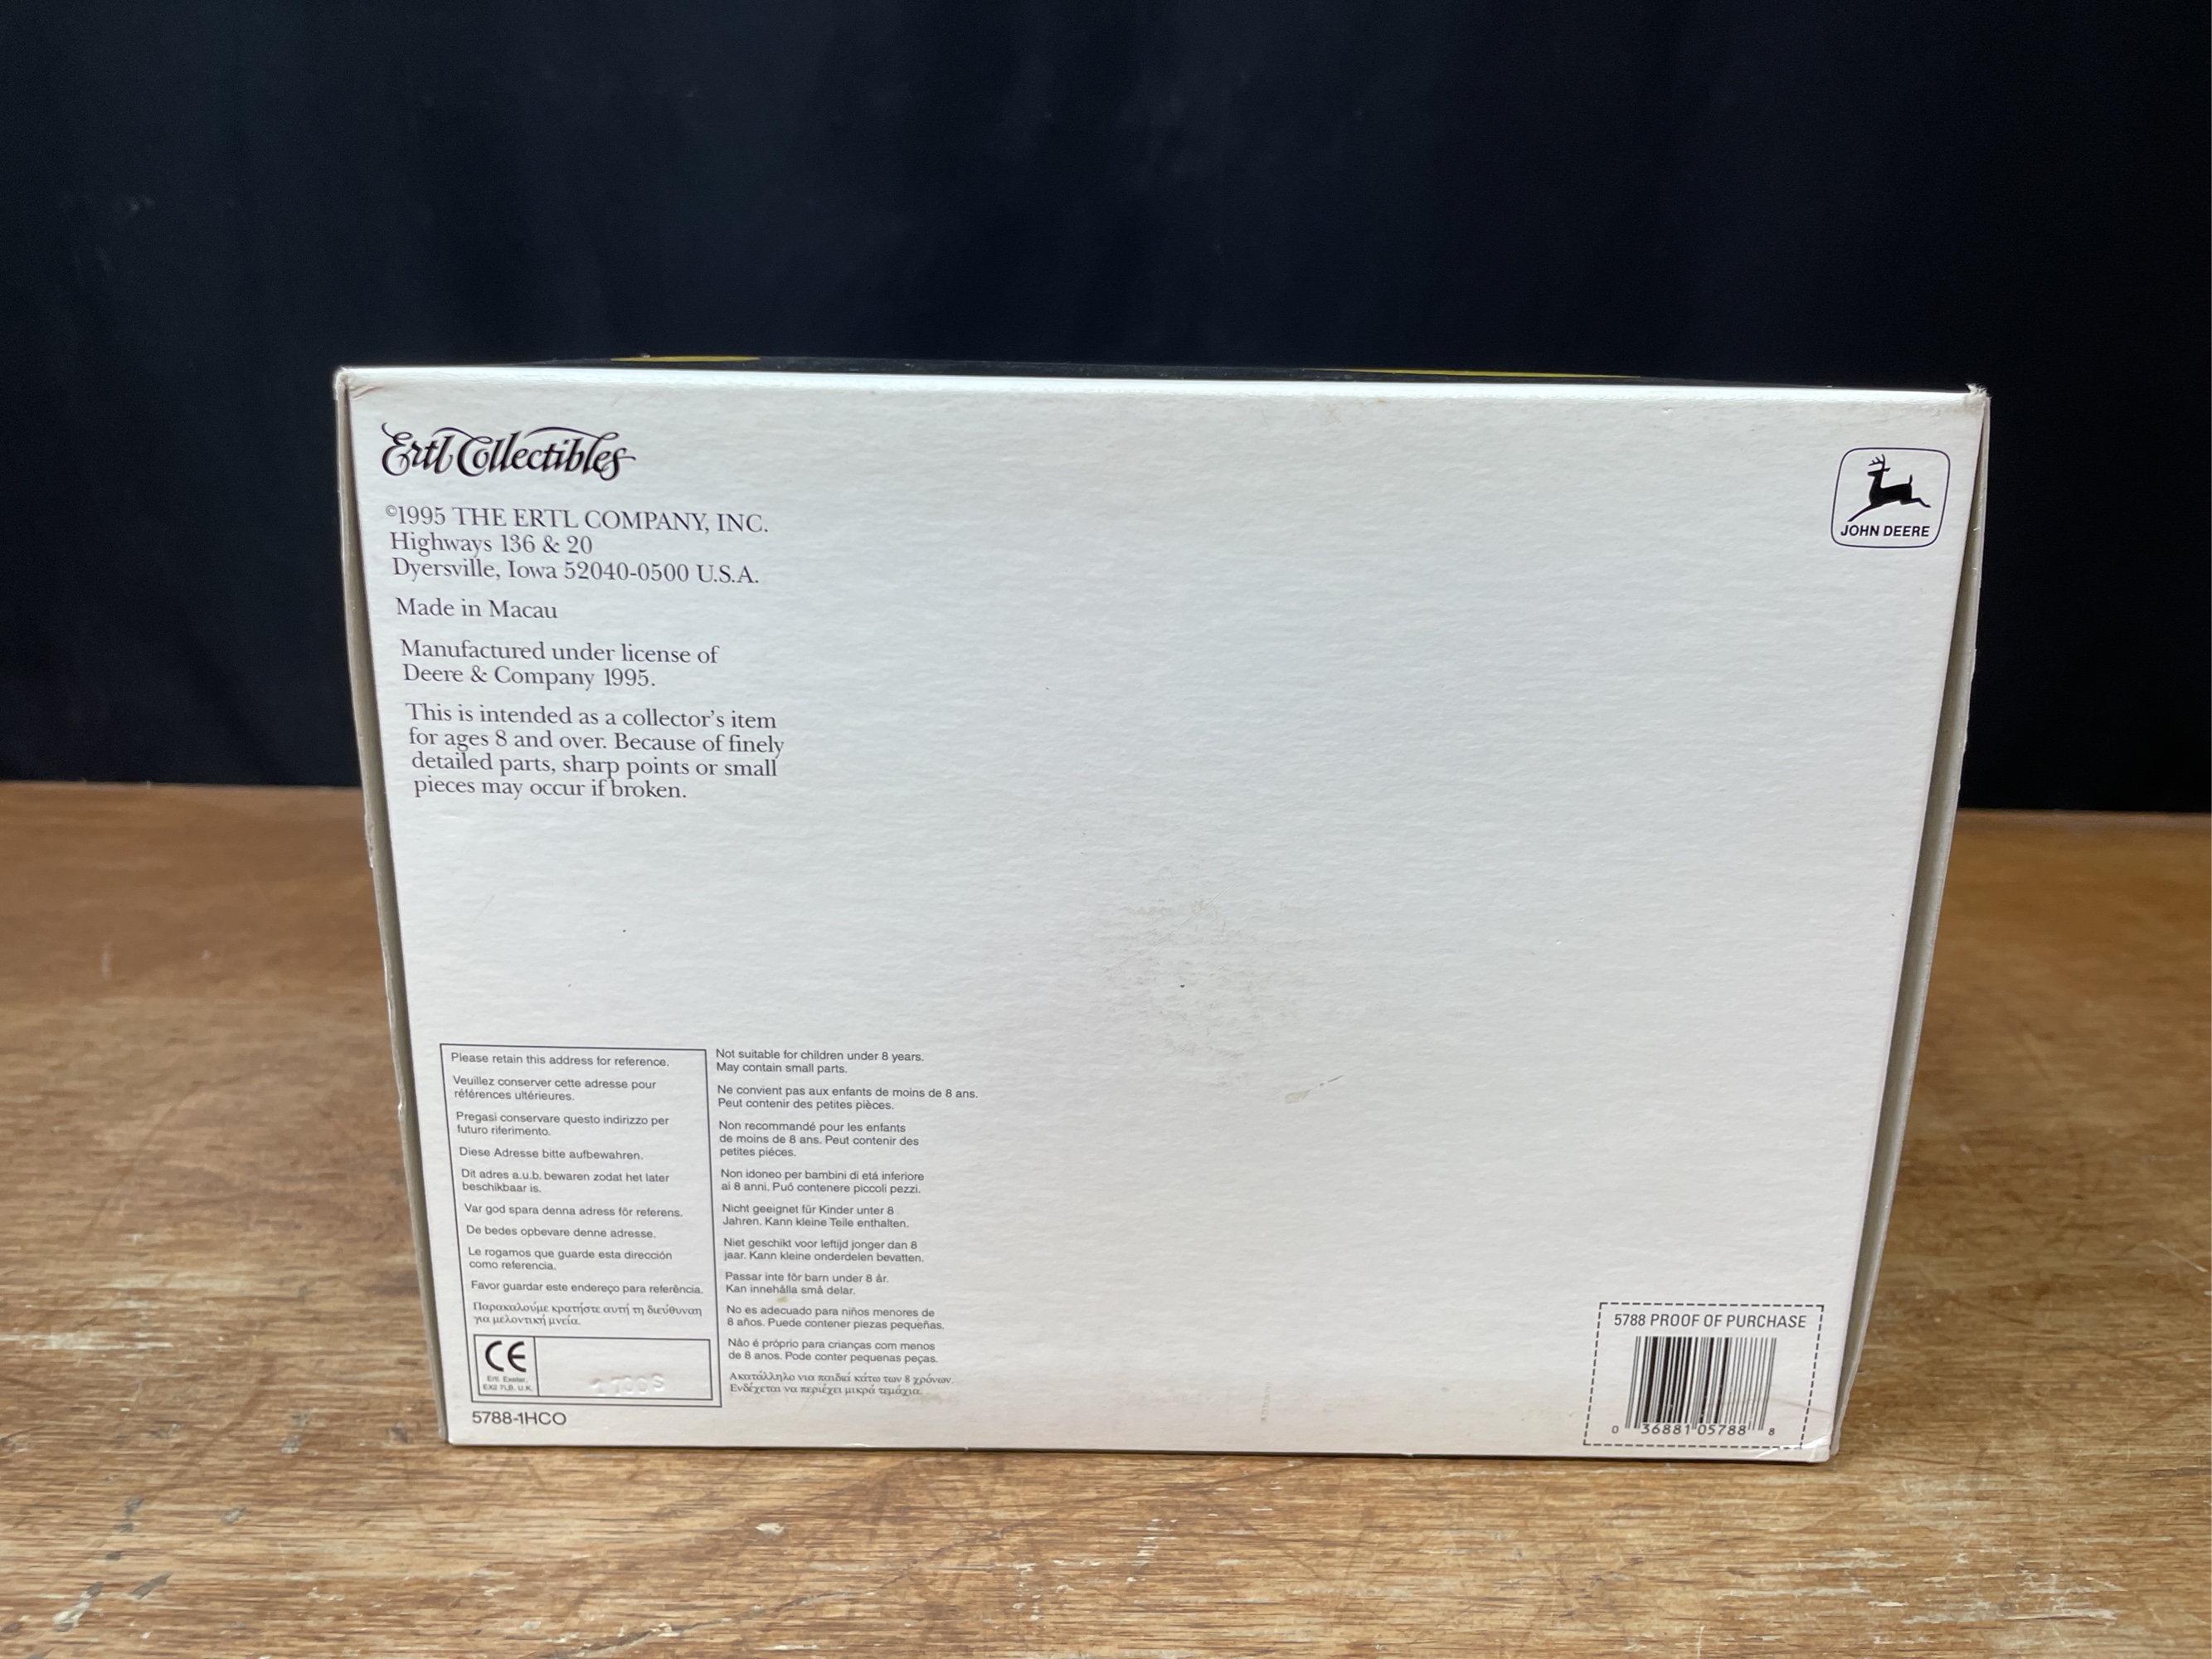 Ertl Collectibles
©1995 THE ERTL COMPANY, INC.
Highways 136 & 20
Dyersville, Iowa 52040-0500 U.S.A.
Made in Macau
Manufactured under license of
Deere & Company 1995.
This is intended as a collector's item
for ages 8 and over. Because of finely
detailed parts, sharp points or small
pieces may occur if broken.
JOHN DEERE
Please retain this address for reference.
Veuillez conserver cette adresse pour
références ultérieures.
Pregasi conservare questo indirizzo per
futuro riferimento.
Diese Adresse bitte aufbewahren.
Dit adres a.u.b. bewaren zodat het later
beschikbaar is.
Var god spara denna adress för referens.
De bedes opbevare denne adresse.
Le rogamos que guarde esta dirección
como referencia.
Favor guardar este endereço para referência.
Παρακαλούμε κρατήστε αυτή τη διεύθυναη
για μελοντική μνεία.
CE
Ertl, Exeter,
EX2 7LB, U.K.
5788-1HCO
Not suitable for children under 8 years.
May contain small parts.
Ne convient pas aux enfants de moins de 8 ans.
Peut contenir des petites pièces.
Non recommandé pour les enfants
de moins de 8 ans. Peut contenir des
petites piéces.
Non idoneo per bambini di etá inferiore
ai 8 anni. Puó contenere piccoli pezzi.
Nicht geeignet für Kinder unter 8
Jahren. Kann kleine Teile enthalten.
Niet geschikt voor leftijd jonger dan 8
jaar. Kann kleine onderdelen bevatten.
Passar inte för barn under 8 år.
Kan innehålla små delar.
No es adecuado para niños menores de
8 años. Puede contener piezas pequeñas.
Não é próprio para crianças com menos
de 8 anos. Pode conter pequenas peças.
Ακατάλληλο για παιδιά κάτω των 8 χρόνων.
Ενδέχεται να περιέχει μικρά τεμάχια.
5788 PROOF OF PURCHASE
0 36881 05788 8